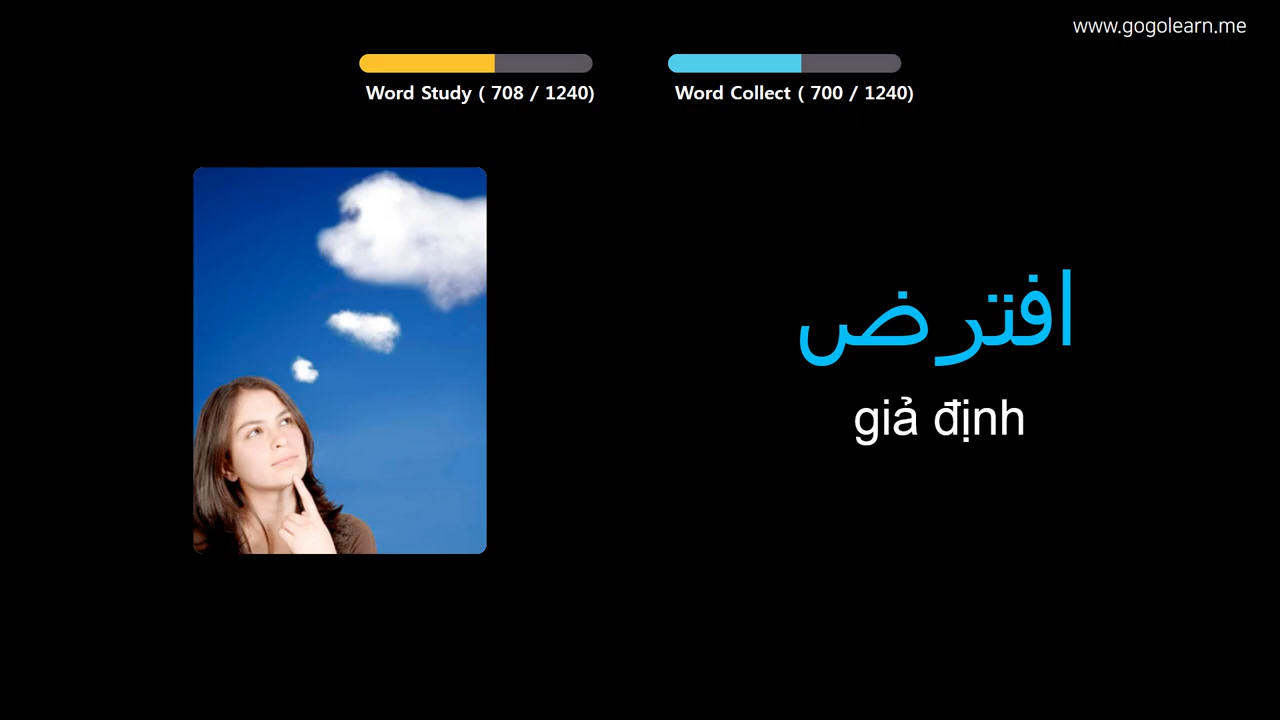 www.gogolearn.me
Word Study ( 708 / 1240)
Word Collect ( 700 / 1240)
افترض
giả định